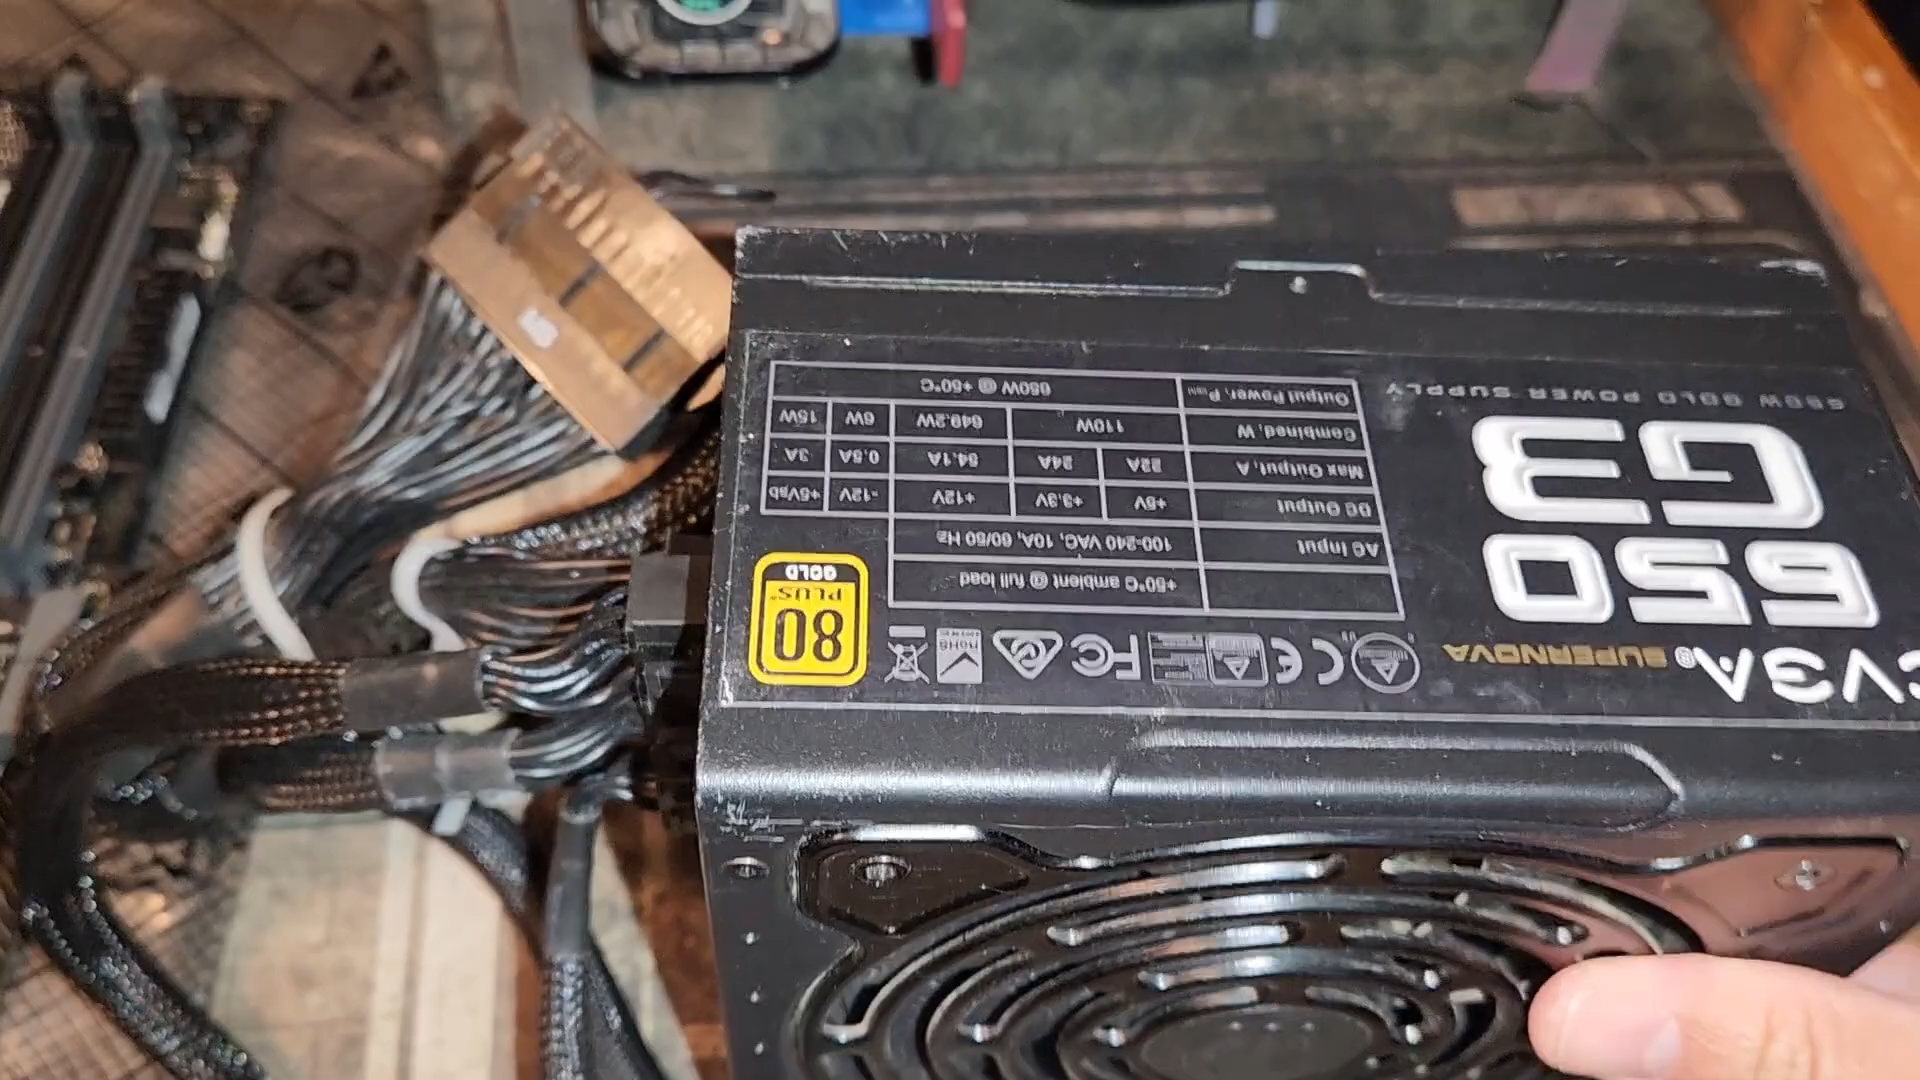 EVGA® SUPERNOVA
650
G3
650W GOLD POWER SUPPLY
+50°C ambient @ full load
AC Input 100-240 VAC, 10A, 60/50 Hz
DC Output +5V +3.3V +12V -12V +5Vsb
Max Output, A 22A 24A 54.1A 0.5A 3A
Combined, W 110W 649.2W 6W 15W
Output Power, 650W @ +50°C
80
PLUS®
GOLD
CE
FC
RoHS